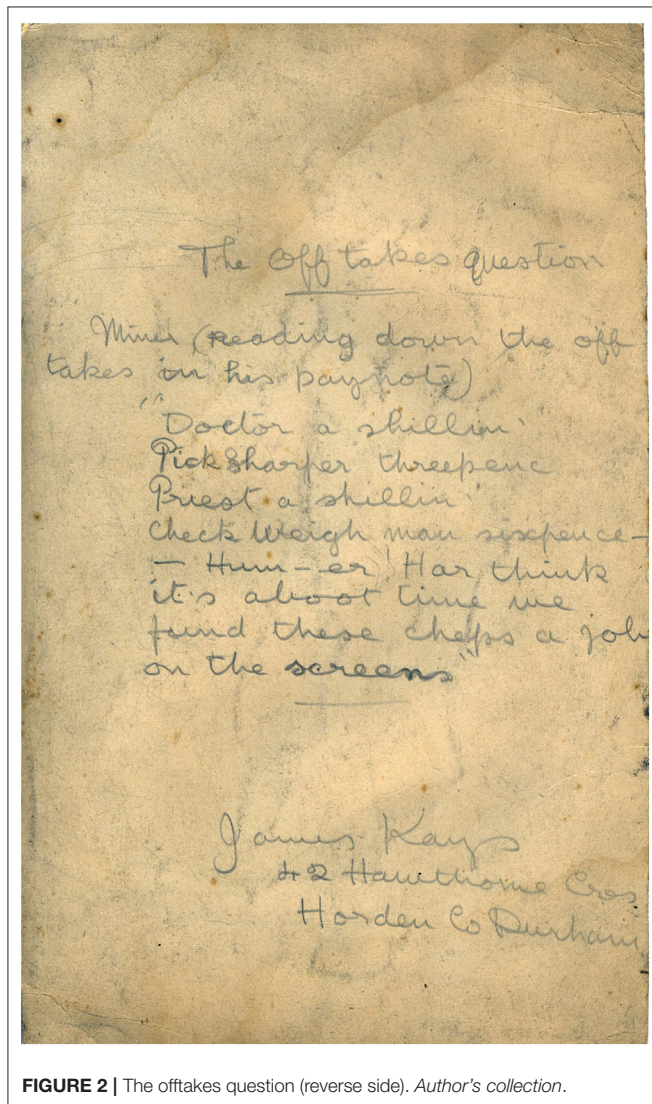 The Off takes question
Miner (reading down the off
takes in his paynote)
"Doctor a shillin'
Pick Sharper threepenc
Priest a shillin'
Check Weigh man sixpence-
- Hum-er' Har think
it's aboot time we
fund these cheps a job
on the screens"
James Kays
42 Hawthorne Cres
Horden Co Durham
FIGURE 2 | The offtakes question (reverse side). Author's collection.